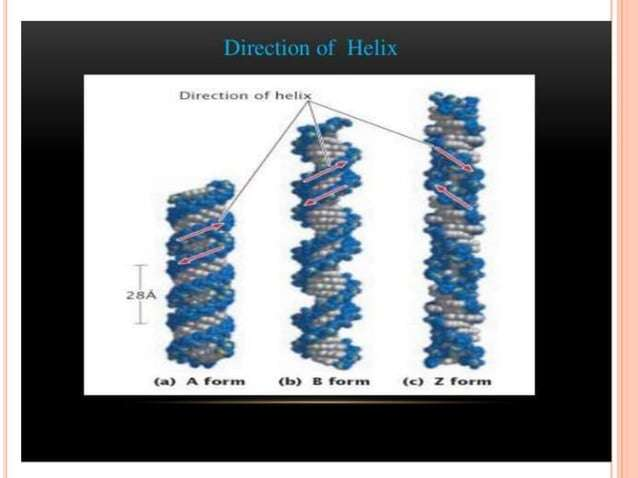 Direction of Helix
Direction of helix
28Å
(a) A form (b) B form (c) Z form